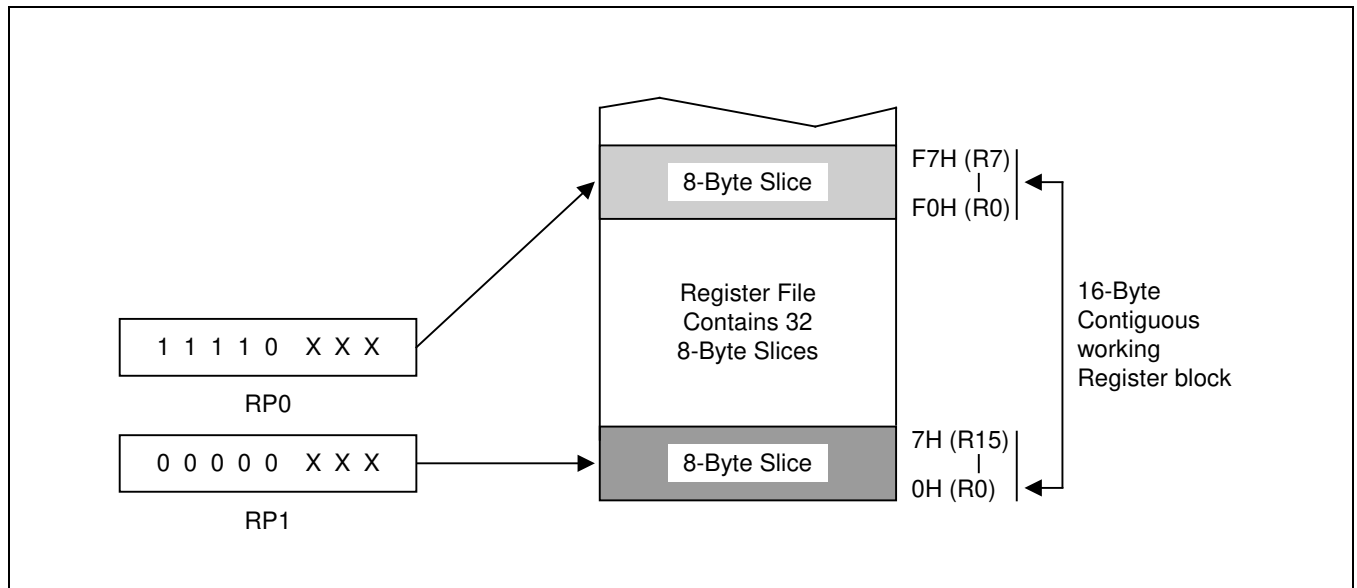 8-Byte Slice
F7H (R7)
F0H (R0)
Register File
Contains 32
8-Byte Slices
16-Byte
Contiguous
working
Register block
1 1 1 1 0 X X X
RP0
0 0 0 0 0 X X X
RP1
8-Byte Slice
7H (R15)
0H (R0)